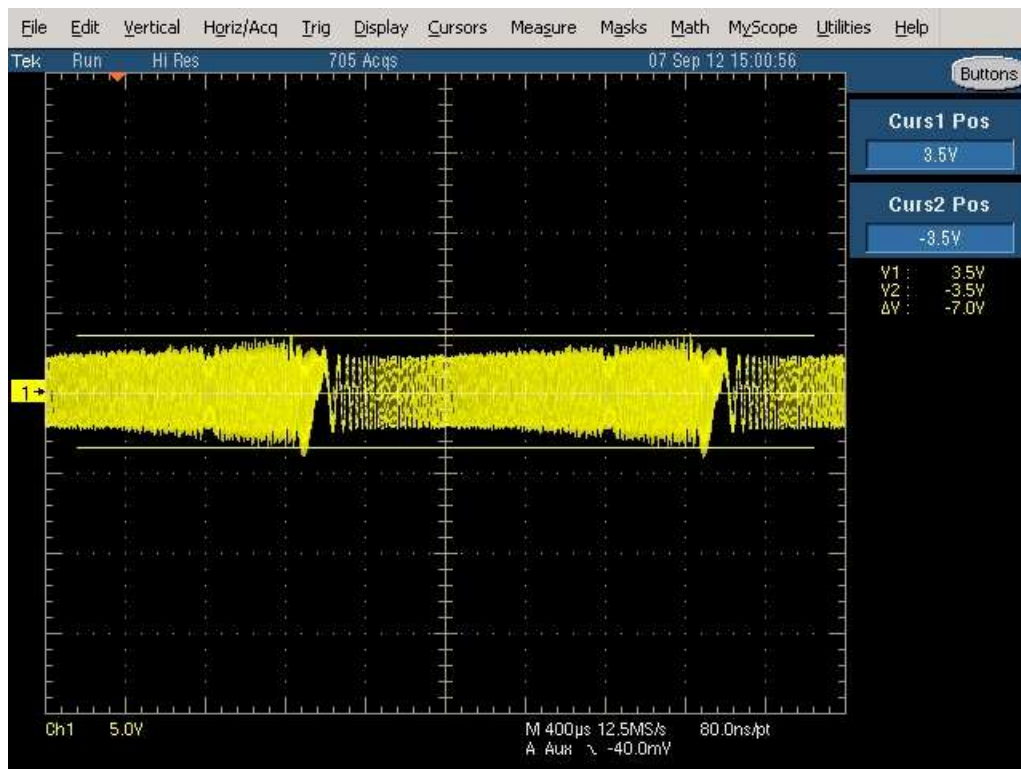 File Edit Vertical Horiz/Acq Trig Display Cursors Measure Masks Math MyScope Utilities Help
Tek Run Hi Res 705 Acqs 07 Sep 12 15:00:56
Buttons
Curs1 Pos
3.5V
Curs2 Pos
-3.5V
V1 : 3.5V
V2 : -3.5V
ΔV : -7.0V
1
Ch1 5.0V M 400µs 12.5MS/s 80.0ns/pt
A Aux -40.0mV